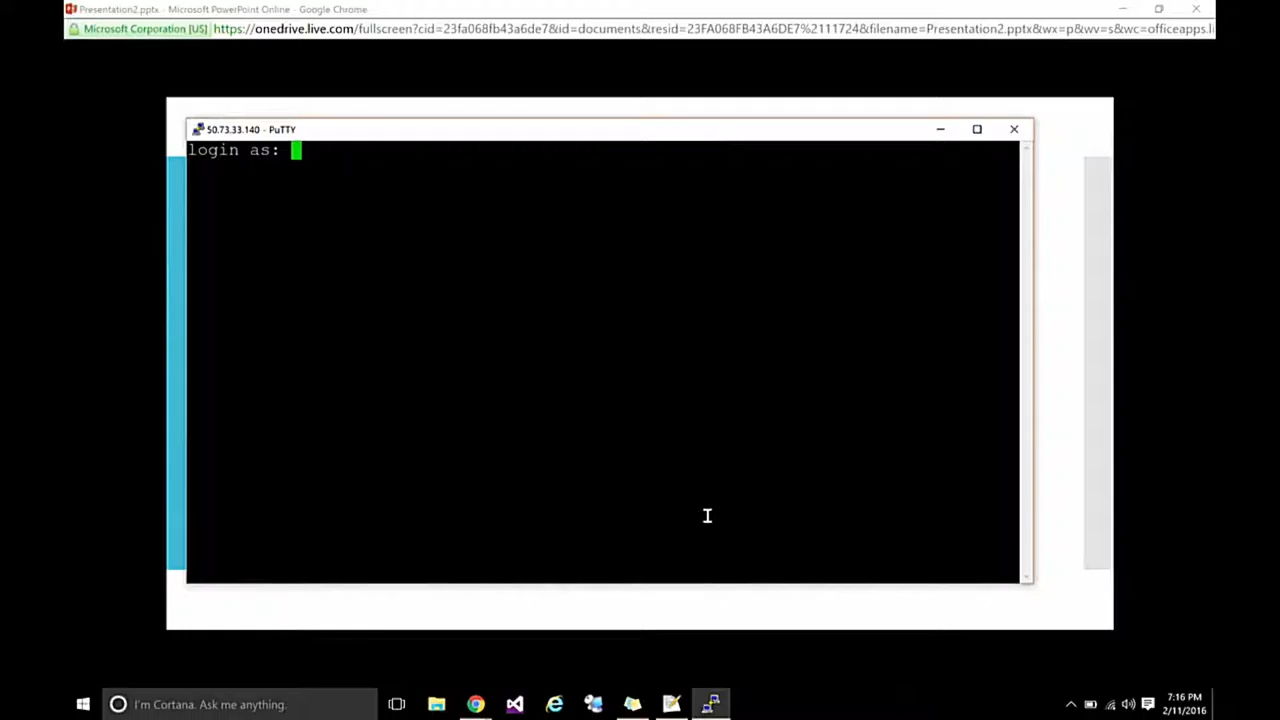 Presentation2.pptx - Microsoft PowerPoint Online - Google Chrome
Microsoft Corporation [US] https://onedrive.live.com/fullscreen?cid=23fa068fb43a6de7&id=documents&resid=23FA068FB43A6DE7%2111724&filename=Presentation2.pptx&wx=p&wv=s&wc=officeapps.li
50.73.33.140 - PuTTY
login as:
I'm Cortana. Ask me anything.
7:16 PM
2/11/2016